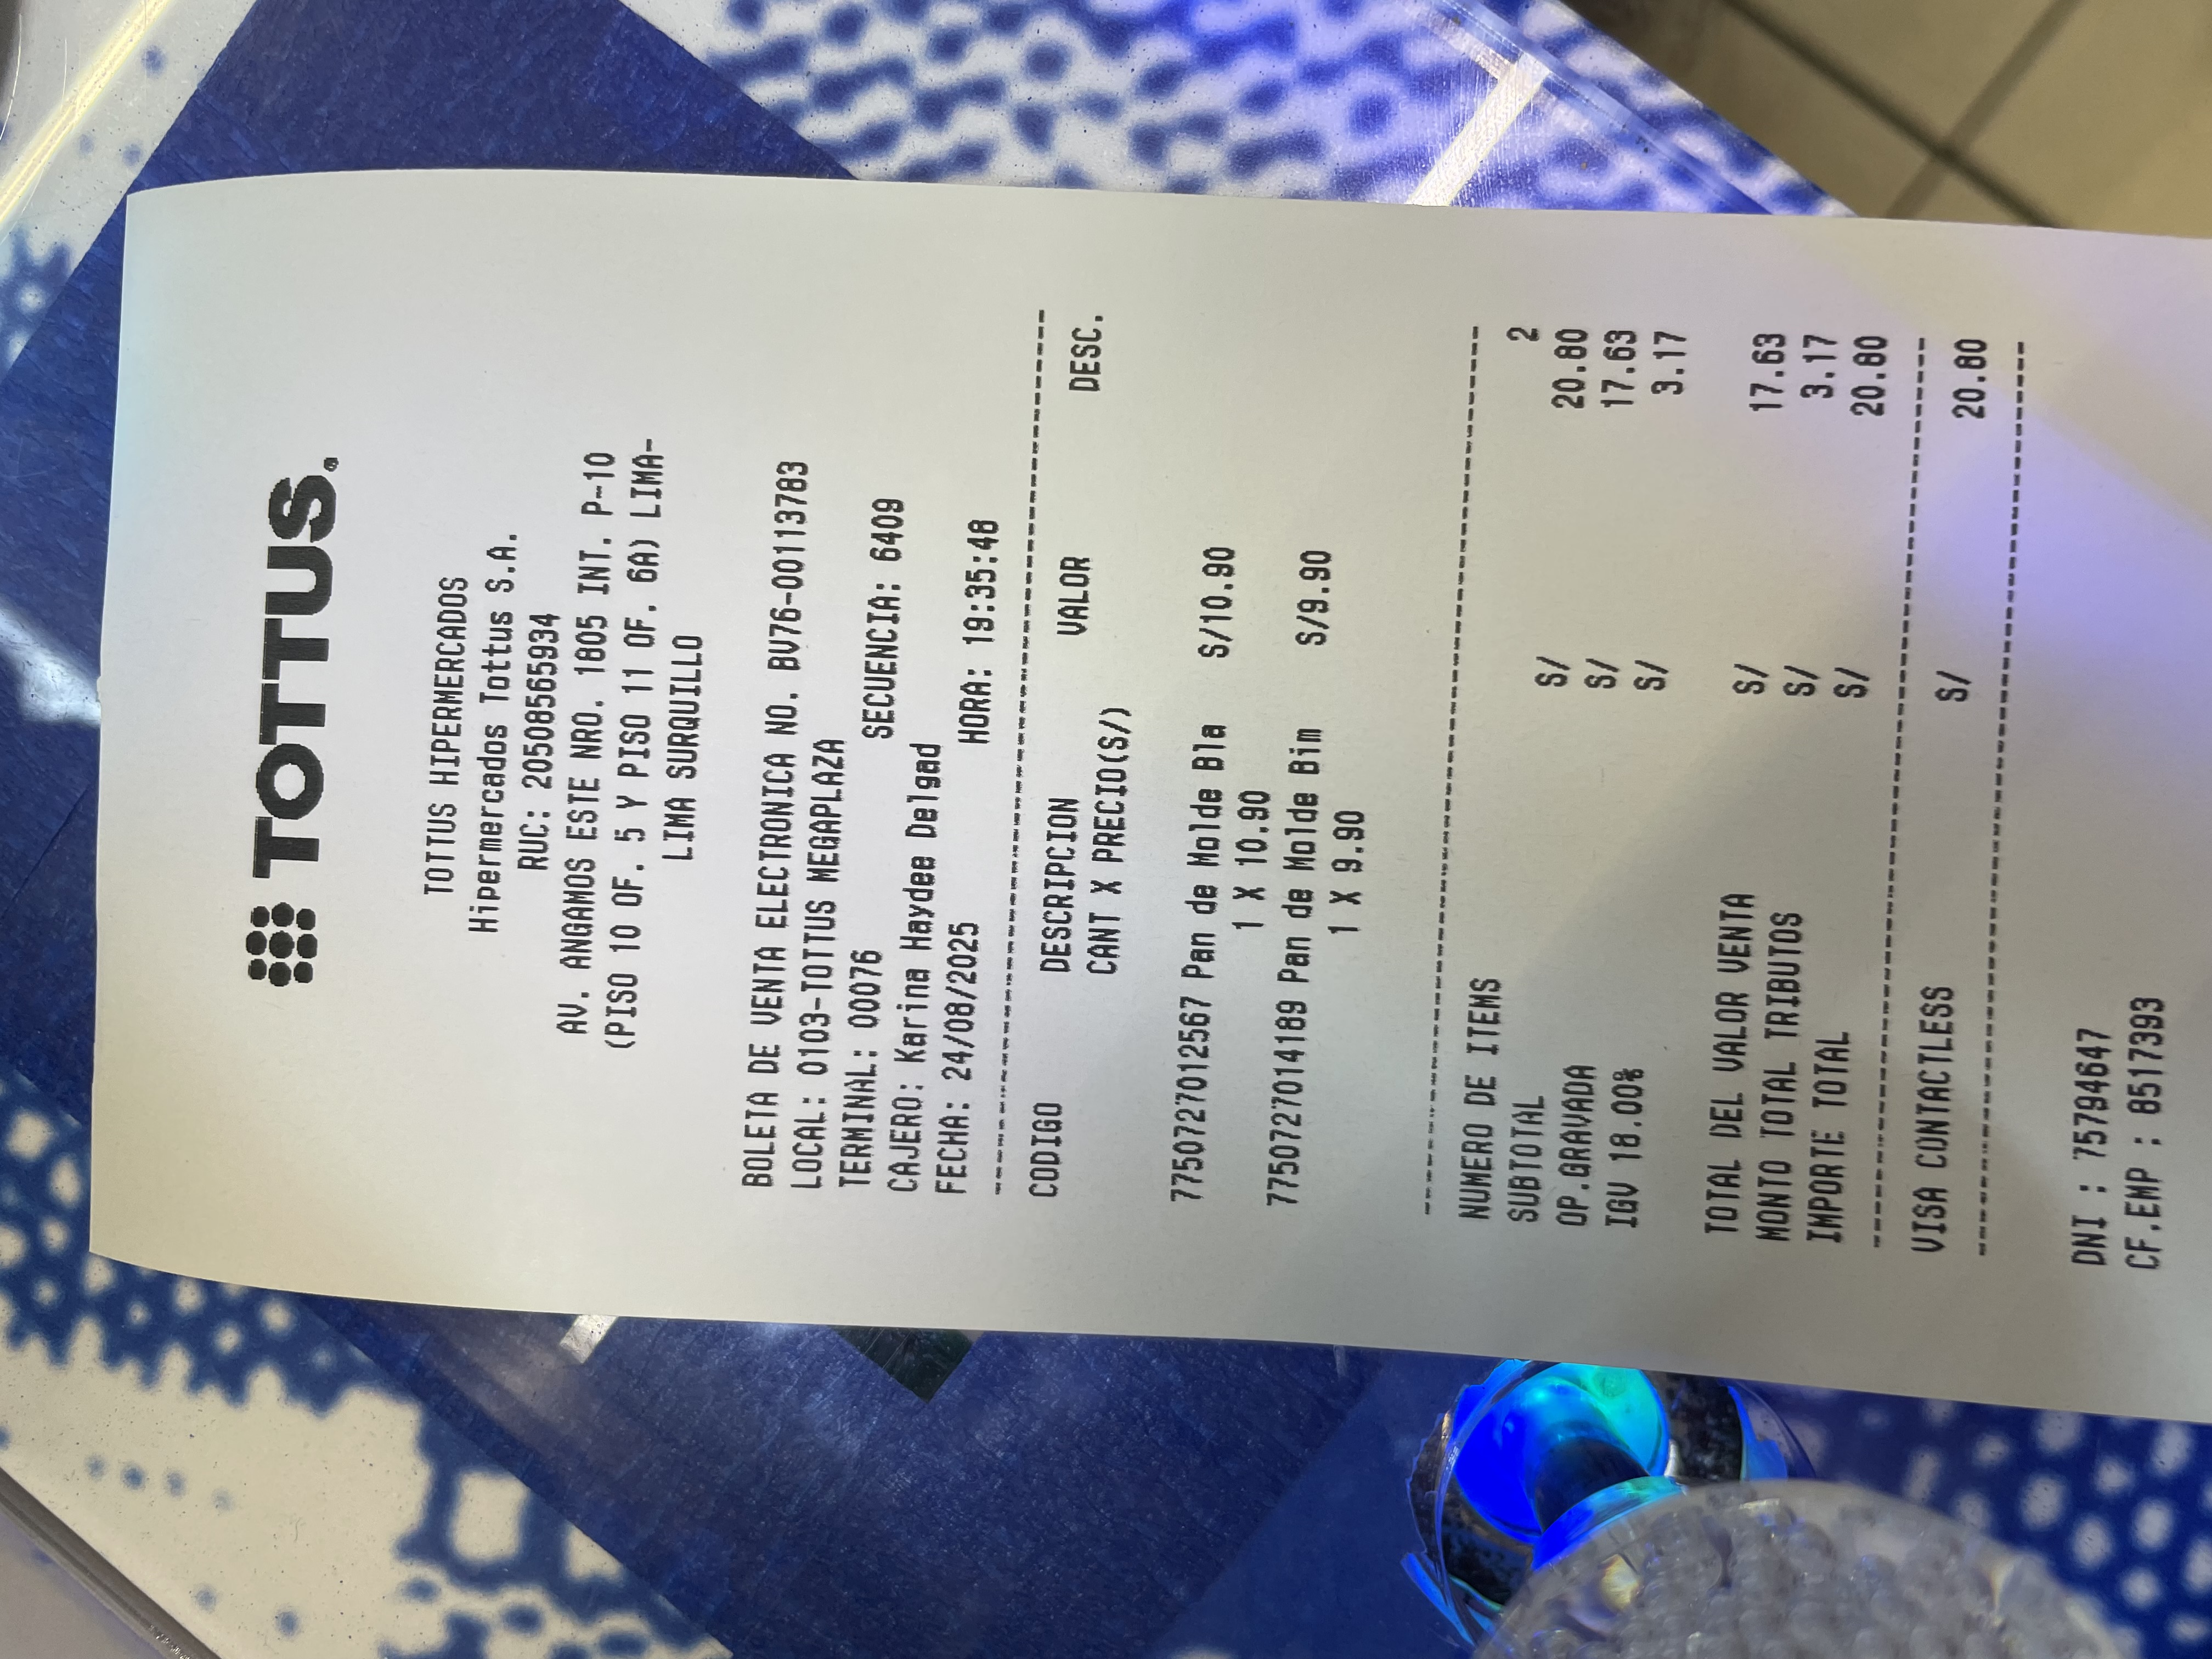 TOTTUS.
TOTTUS HIPERMERCADOS
Hipermercados Tottus S.A.
RUC: 20508565934
AV. ANGAMOS ESTE NRO. 1805 INT. P-10
(PISO 10 OF. 5 Y PISO 11 OF. 6A) LIMA-
LIMA SURQUILLO
BOLETA DE VENTA ELECTRONICA NO. BV76-00113783
LOCAL: 0103-TOTTUS MEGAPLAZA
TERMINAL: 00076 SECUENCIA: 6409
CAJERO: Karina Haydee Delgad
FECHA: 24/08/2025 HORA: 19:35:48
CODIGO DESCRIPCION VALOR DESC.
CANT X PRECIO(S/)
7750727012567 Pan de Molde Bla S/10.90
1 X 10.90
7750727014189 Pan de Molde Bim S/9.90
1 X 9.90
NUMERO DE ITEMS 2
SUBTOTAL S/ 20.80
OP.GRAVADA S/ 17.63
IGV 18.00% S/ 3.17
TOTAL DEL VALOR VENTA S/ 17.63
MONTO TOTAL TRIBUTOS S/ 3.17
IMPORTE TOTAL S/ 20.80
VISA CONTACTLESS S/ 20.80
DNI : 75794647
CF.EMP : 8517393